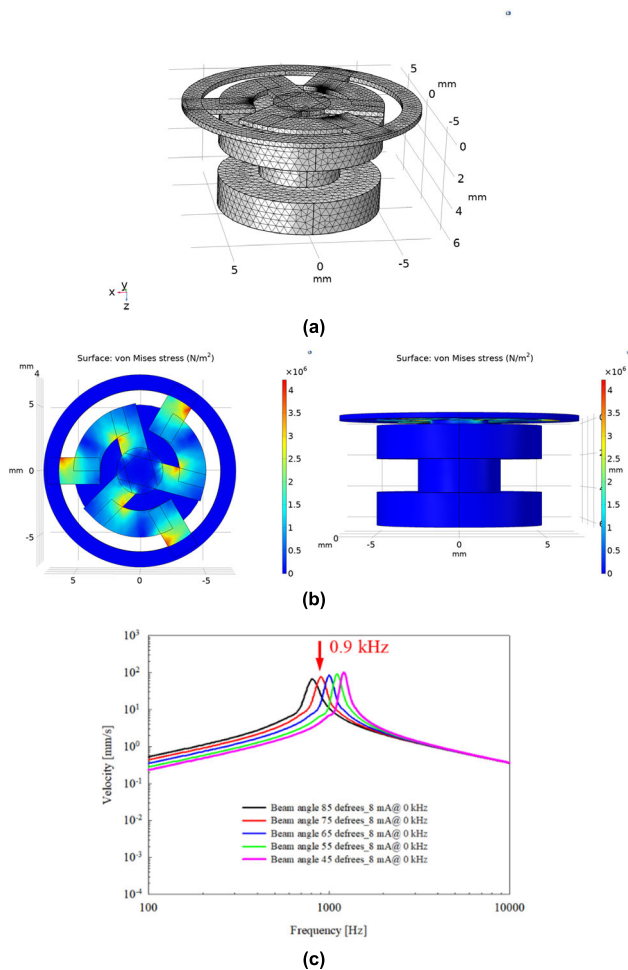 5
0
mm
-5
0
2
mm
4
6
5
0
-5
mm
x
y
z
(a)
Surface: von Mises stress (N/m²)
mm
4
5
mm 0
-5
5
0
-5
×10⁶
4
3.5
3
2.5
2
1.5
1
0.5
0
Surface: von Mises stress (N/m²)
×10⁶
4
3.5
3
2.5
2
1.5
1
0.5
0
mm
0
mm
-5
0
5
mm
(b)
10³
10²
10¹
10⁰
10⁻¹
10⁻²
10⁻³
10⁻⁴
Velocity [mm/s]
0.9 kHz
Beam angle 85 defrees_8 mA@ 0 kHz
Beam angle 75 defrees_8 mA@ 0 kHz
Beam angle 65 defrees_8 mA@ 0 kHz
Beam angle 55 defrees_8 mA@ 0 kHz
Beam angle 45 defrees_8 mA@ 0 kHz
100
1000
10000
Frequency [Hz]
(c)